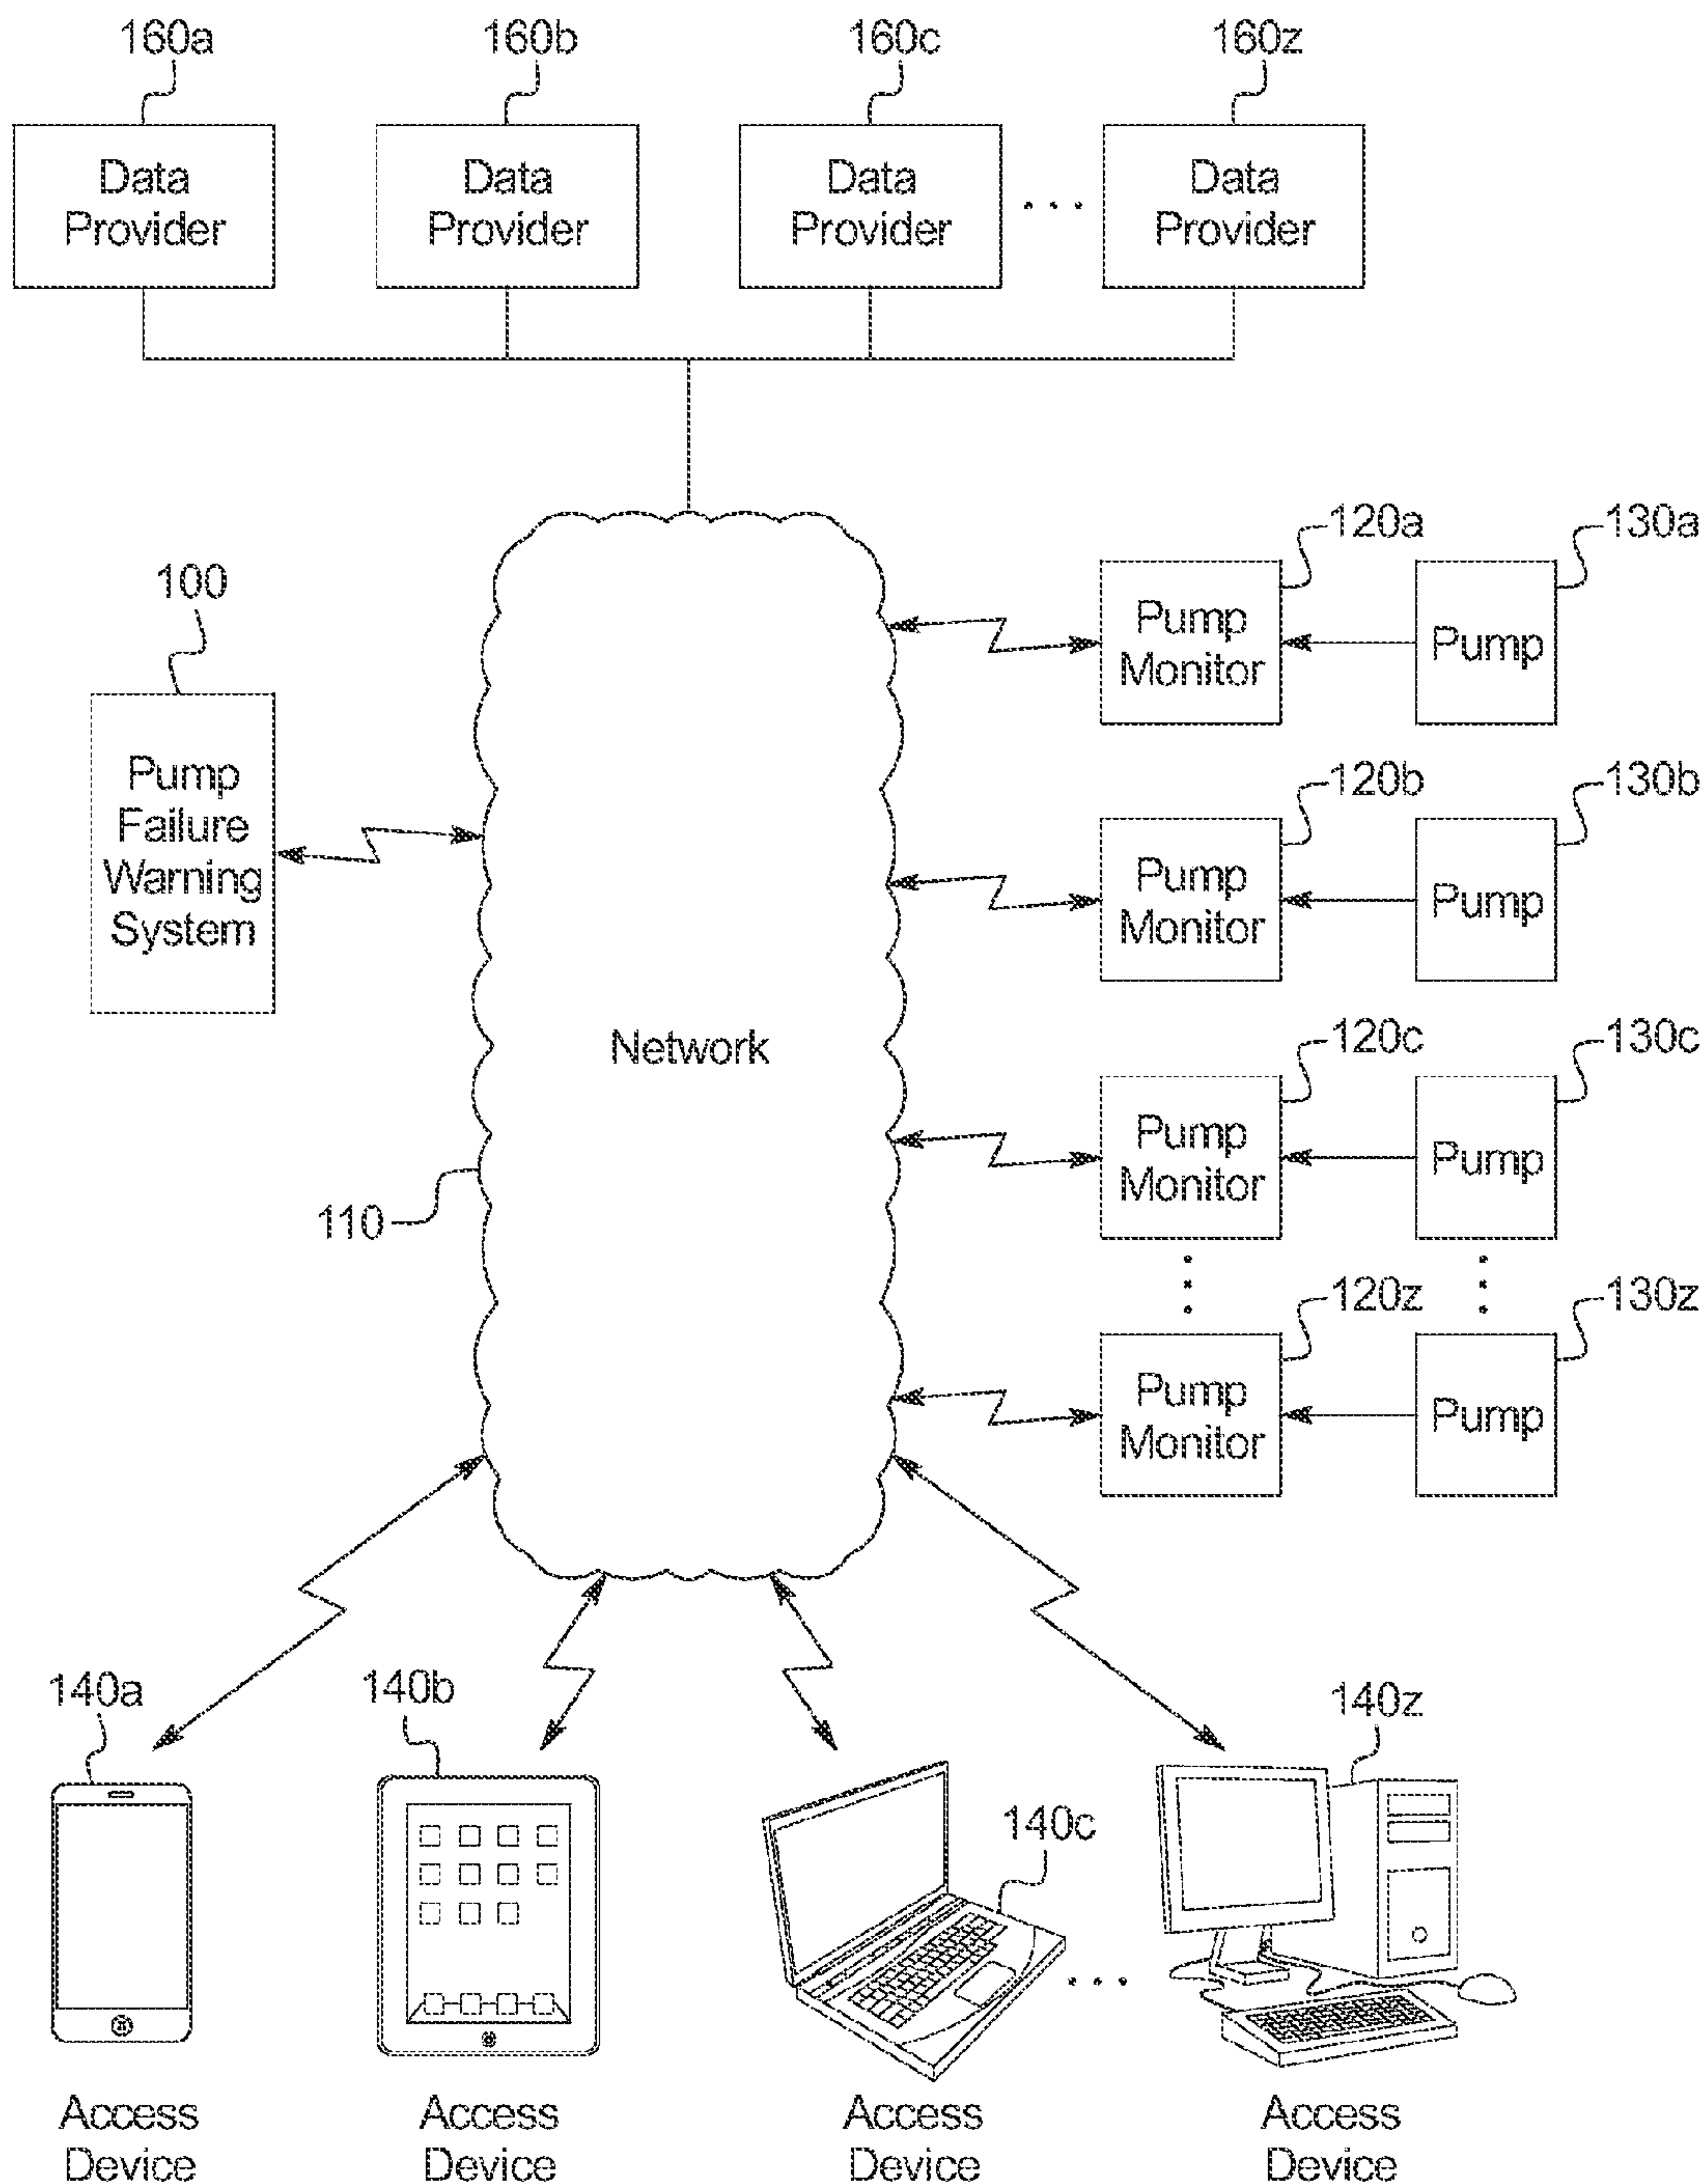 160a
160b
160c
160z
Data
Provider
Data
Provider
Data
Provider
. . .
Data
Provider
120a
130a
100
Pump
Monitor
Pump
Pump
Failure
Warning
System
120b
130b
Pump
Monitor
Pump
Network
120c
130c
Pump
Monitor
Pump
110
120z
130z
Pump
Monitor
Pump
140a
140b
140c
140z
. . .
Access
Device
Access
Device
Access
Device
Access
Device